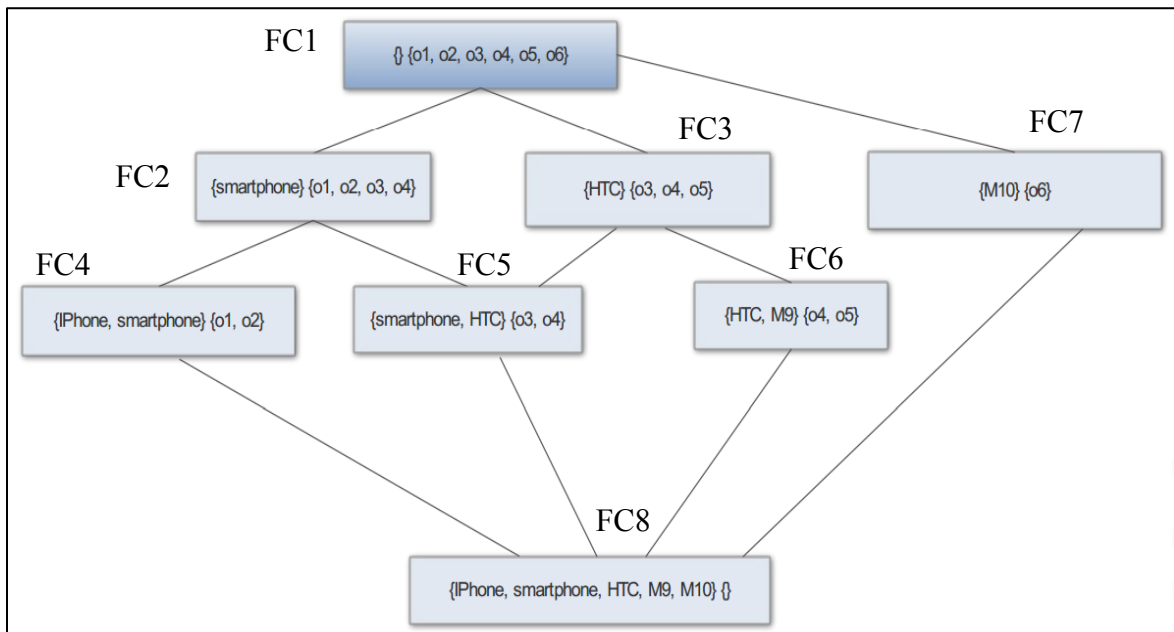 FC1
{} {o1, o2, o3, o4, o5, o6}
FC3
FC7
FC2
{smartphone} {o1, o2, o3, o4}
{HTC} {o3, o4, o5}
{M10} {o6}
FC4
FC5
FC6
{IPhone, smartphone} {o1, o2}
{smartphone, HTC} {o3, o4}
{HTC, M9} {o4, o5}
FC8
{IPhone, smartphone, HTC, M9, M10} {}